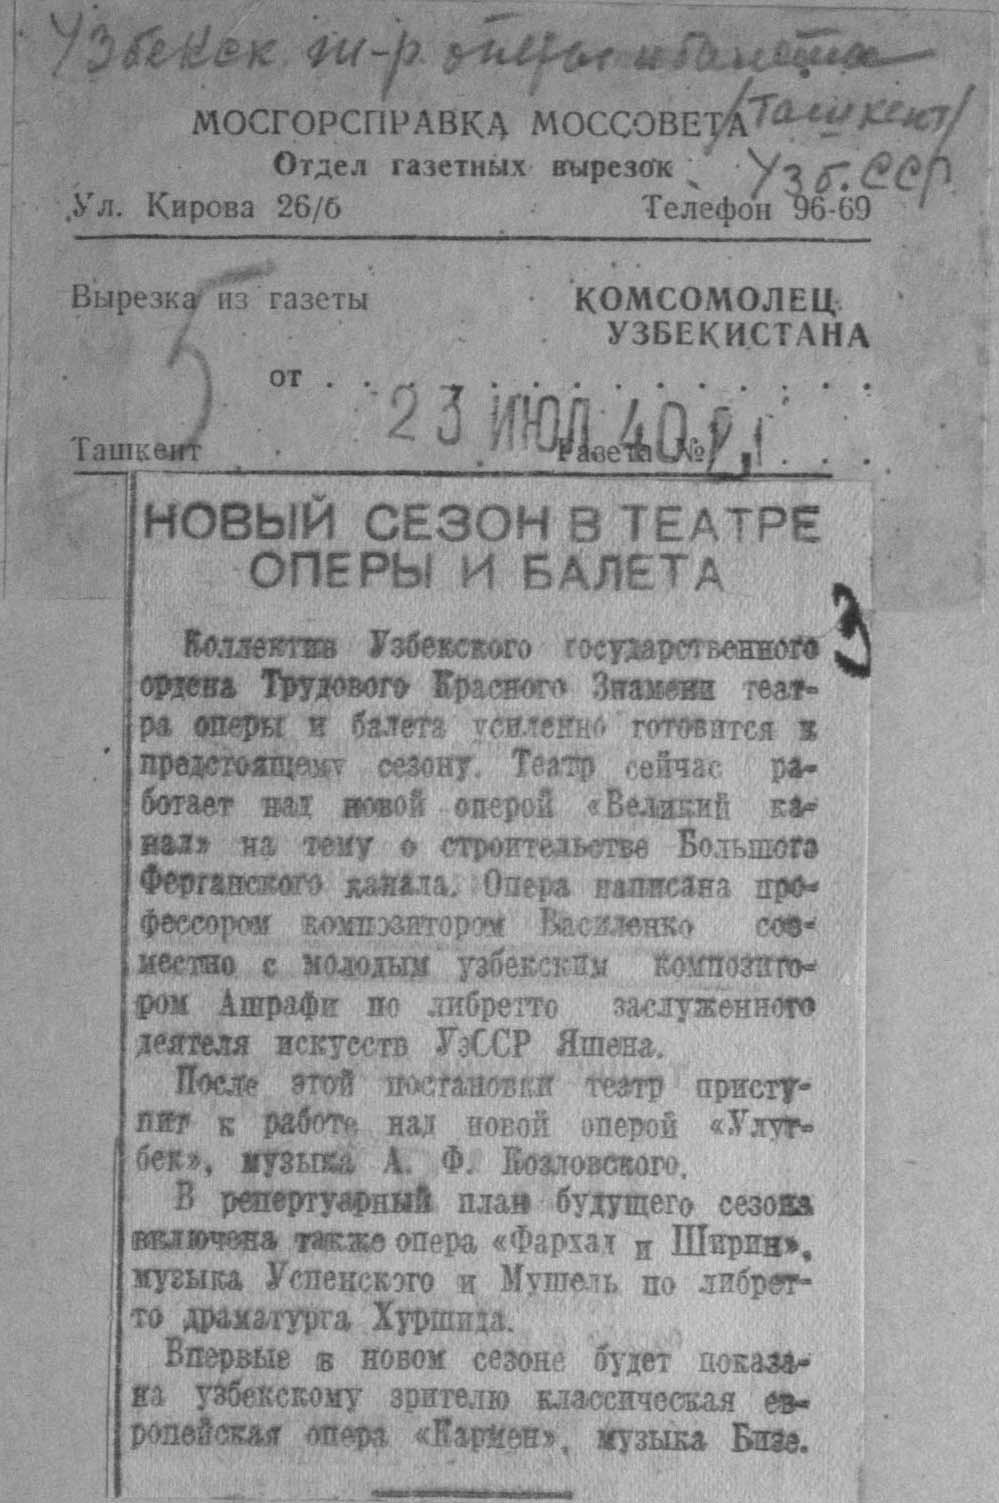 Узбекск. т-р. оперы и балета
/Ташкент/
МОСГОРСПРАВКА МОССОВЕТА
Отдел газетных вырезок
Узб. ССР
Ул. Кирова 26/б Телефон 96-69
Вырезка из газеты КОМСОМОЛЕЦ
УЗБЕКИСТАНА
5
от . . . . . . . . . . . . . .
23 ИЮЛ 40
Ташкент Газета №
НОВЫЙ СЕЗОН В ТЕАТРЕ
ОПЕРЫ И БАЛЕТА
3
Коллектив Узбекского государственного
ордена Трудового Красного Знамени теат-
ра оперы и балета усиленно готовится к
предстоящему сезону. Театр сейчас ра-
ботает над новой оперой «Великий ка-
нал» на тему о строительстве Большого
Ферганского канала. Опера написана про-
фессором композитором Василенко сов-
местно с молодым узбекским композито-
ром Ашрафи по либретто заслуженного
деятеля искусств УзССР Яшена.
После этой постановки театр присту-
пит к работе над новой оперой «Улуг-
бек», музыка А. Ф. Козловского.
В репертуарный план будущего сезона
включена также опера «Фархад и Ширин»,
музыка Успенского и Мушель по либрет-
то драматурга Хуршида.
Впервые в новом сезоне будет показа-
на узбекскому зрителю классическая ев-
ропейская опера «Кармен», музыка Бизе.